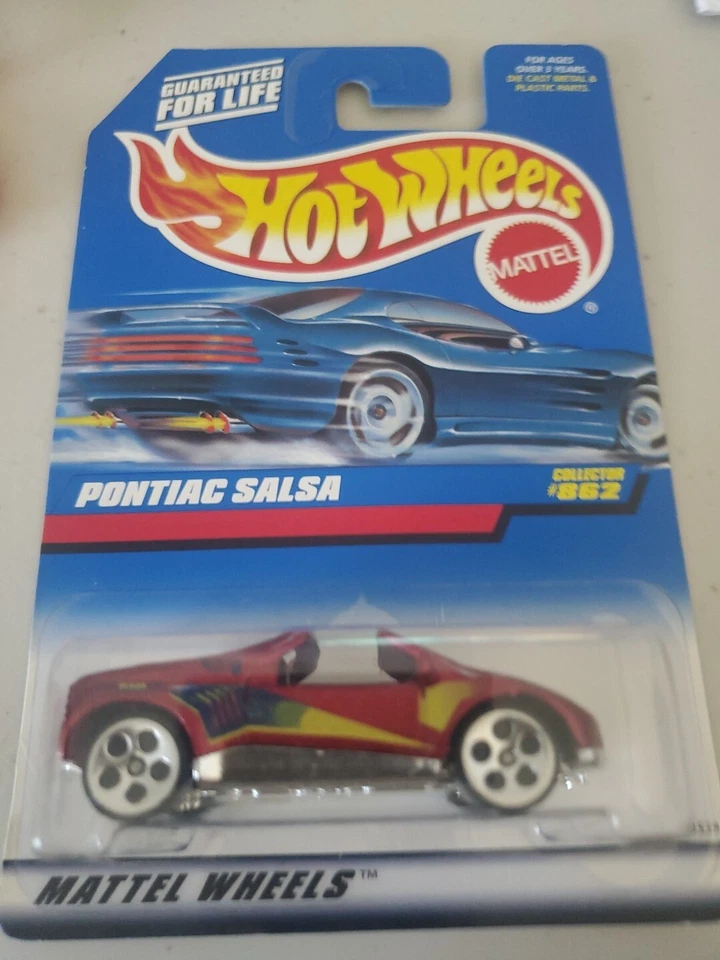 GUARANTEED
FOR LIFE
FOR AGES
OVER 3 YEARS.
DIE CAST METAL &
PLASTIC PARTS.
HOT WHEELS
MATTEL
®
PONTIAC SALSA
COLLECTOR
#862
MATTEL WHEELS™